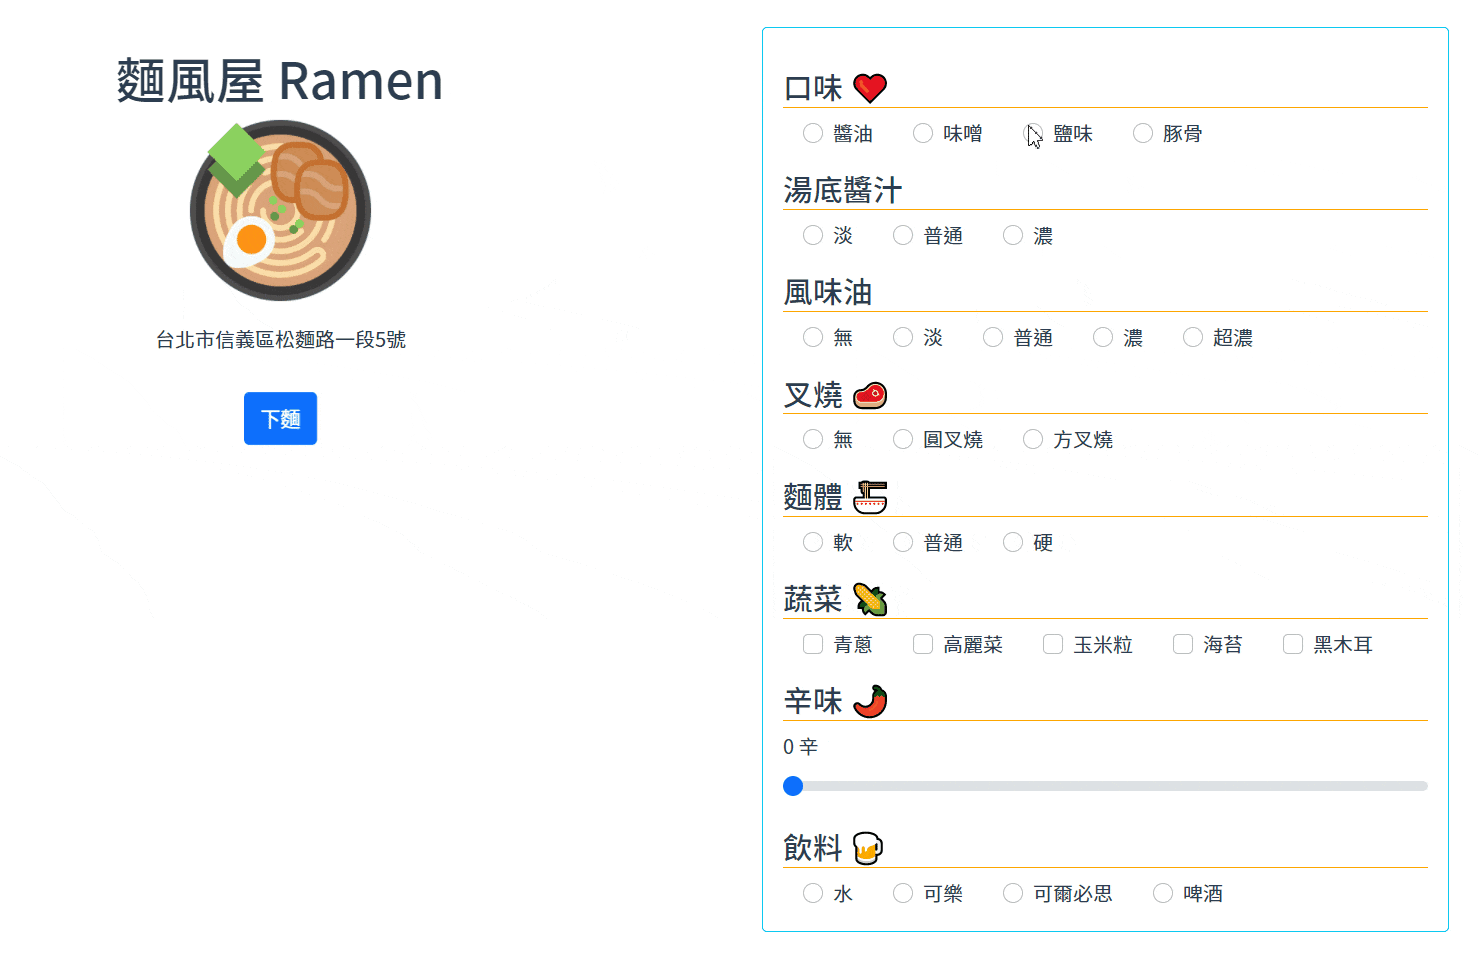 麵風屋 Ramen
台北市信義區松麵路一段5號
下麵
口味
醬油 味噌 鹽味 豚骨
湯底醬汁
淡 普通 濃
風味油
無 淡 普通 濃 超濃
叉燒
無 圓叉燒 方叉燒
麵體
軟 普通 硬
蔬菜
青蔥 高麗菜 玉米粒 海苔 黑木耳
辛味
0 辛
飲料
水 可樂 可爾必思 啤酒